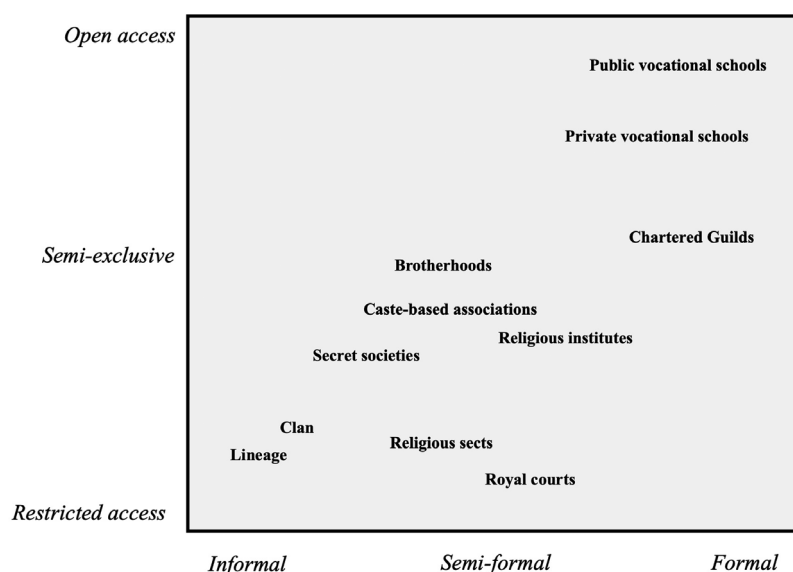 Open access
Public vocational schools
Private vocational schools
Chartered Guilds
Semi-exclusive
Brotherhoods
Caste-based associations
Religious institutes
Secret societies
Clan
Religious sects
Lineage
Royal courts
Restricted access
Informal
Semi-formal
Formal